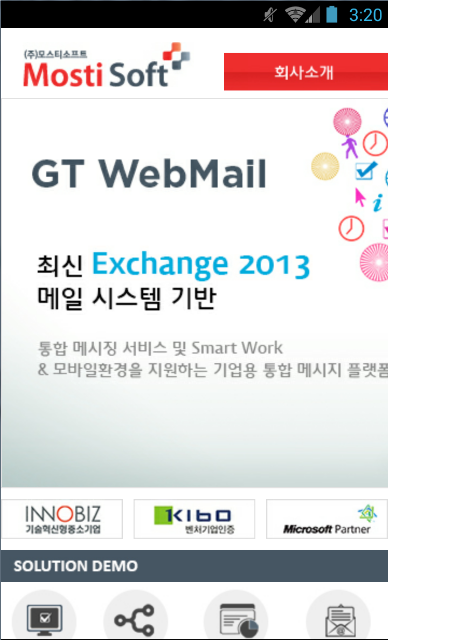 3:20
(주)모스티소프트
Mosti Soft
회사소개
GT WebMail
최신 Exchange 2013
메일 시스템 기반
통합 메시징 서비스 및 Smart Work
& 모바일환경을 지원하는 기업용 통합 메시지 플랫폼
INNOBIZ
기술혁신형중소기업
KIBO
벤처기업인증
Microsoft Partner
SOLUTION DEMO